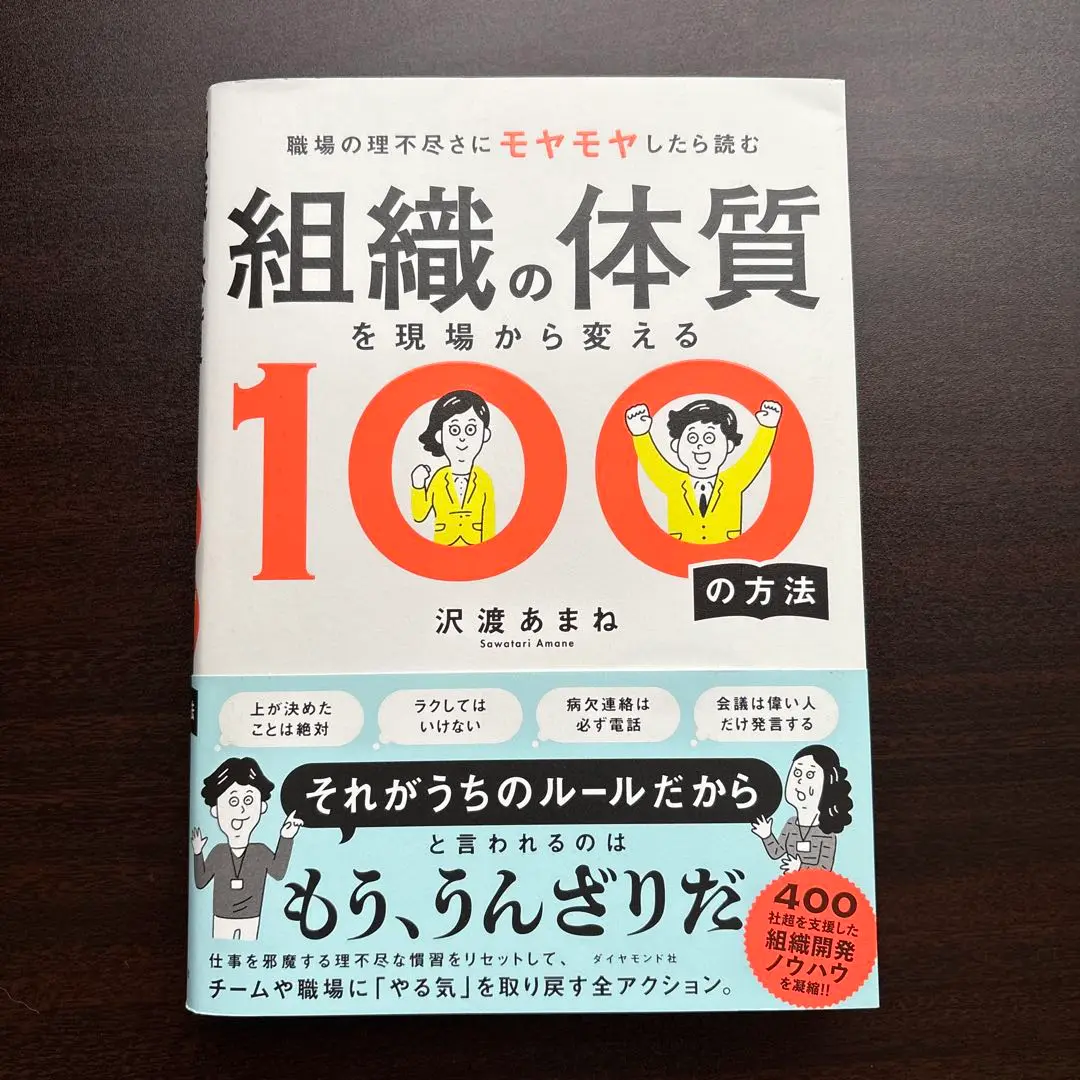 職場の理不尽さにモヤモヤしたら読む
組織の体質
を現場から変える
100
の方法
沢渡あまね
Sawatari Amane
上が決めた
ことは絶対
ラクしては
いけない
病欠連絡は
必ず電話
会議は偉い人
だけ発言する
それがうちのルールだから
と言われるのは
もう、うんざりだ
400
社超を支援した
組織開発
ノウハウ
を凝縮!!
仕事を邪魔する理不尽な慣習をリセットして、
ダイヤモンド社
チームや職場に「やる気」を取り戻す全アクション。